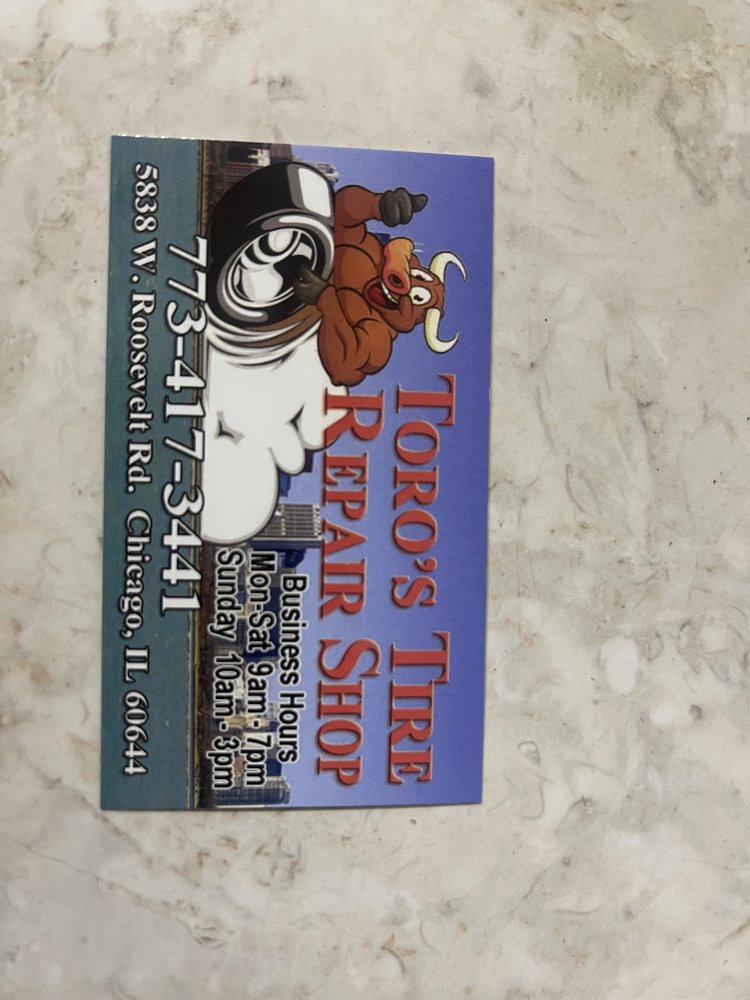 TORO'S TIRE
REPAIR SHOP
Business Hours
Mon-Sat 9am-7pm
Sunday 10am-3pm
773-417-3441
5838 W. Roosevelt Rd. Chicago, IL 60644